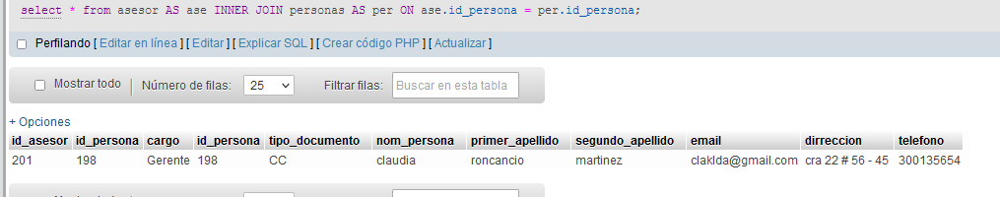 select * from asesor AS ase INNER JOIN personas AS per ON ase.id_persona = per.id_persona;
Perfilando [ Editar en línea ] [ Editar ] [ Explicar SQL ] [ Crear código PHP ] [ Actualizar ]
Mostrar todo Número de filas: 25 Filtrar filas: Buscar en esta tabla
+ Opciones
id_asesor id_persona cargo id_persona tipo_documento nom_persona primer_apellido segundo_apellido email dirreccion telefono
201 198 Gerente 198 CC claudia roncancio martinez claklda@gmail.com cra 22 # 56 - 45 300135654